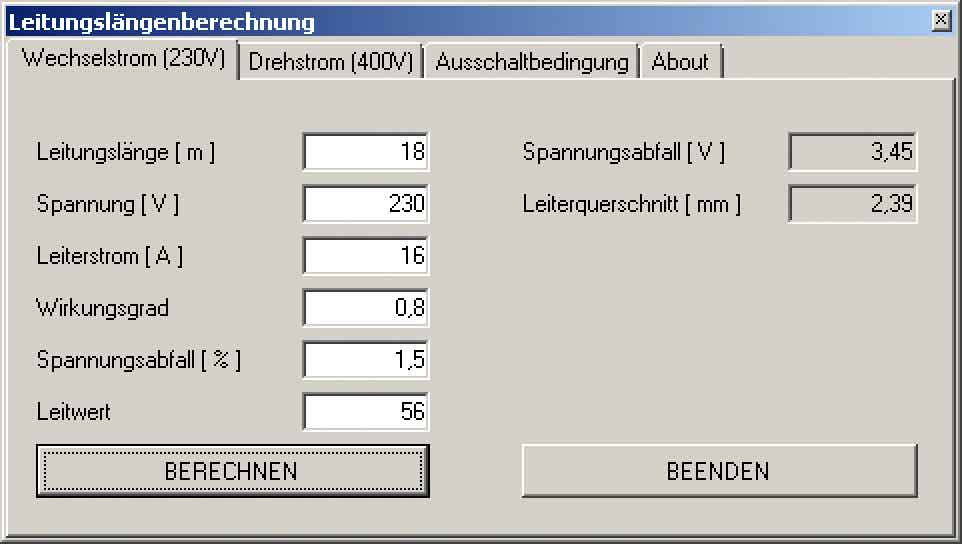 Leitungslängenberechnung
Wechselstrom (230V) Drehstrom (400V) Ausschaltbedingung About
Leitungslänge [ m ] 18 Spannungsabfall [ V ] 3,45
Spannung [ V ] 230 Leiterquerschnitt [ mm ] 2,39
Leiterstrom [ A ] 16
Wirkungsgrad 0,8
Spannungsabfall [ % ] 1,5
Leitwert 56
BERECHNEN BEENDEN